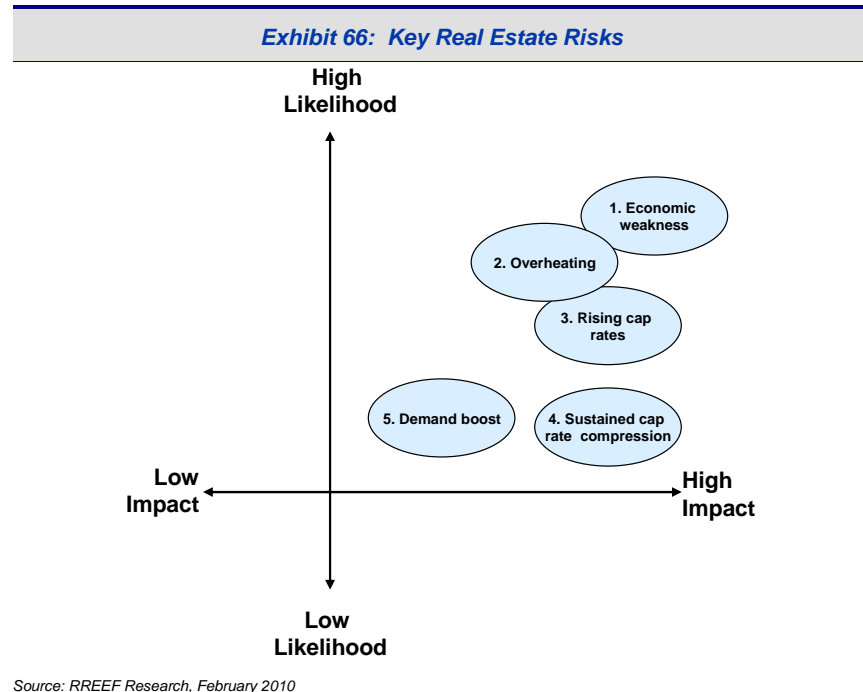 Exhibit 66: Key Real Estate Risks
High
Likelihood
1. Economic
weakness
2. Overheating
3. Rising cap
rates
5. Demand boost
4. Sustained cap
rate compression
Low
Impact
High
Impact
Low
Likelihood
Source: RREEF Research, February 2010